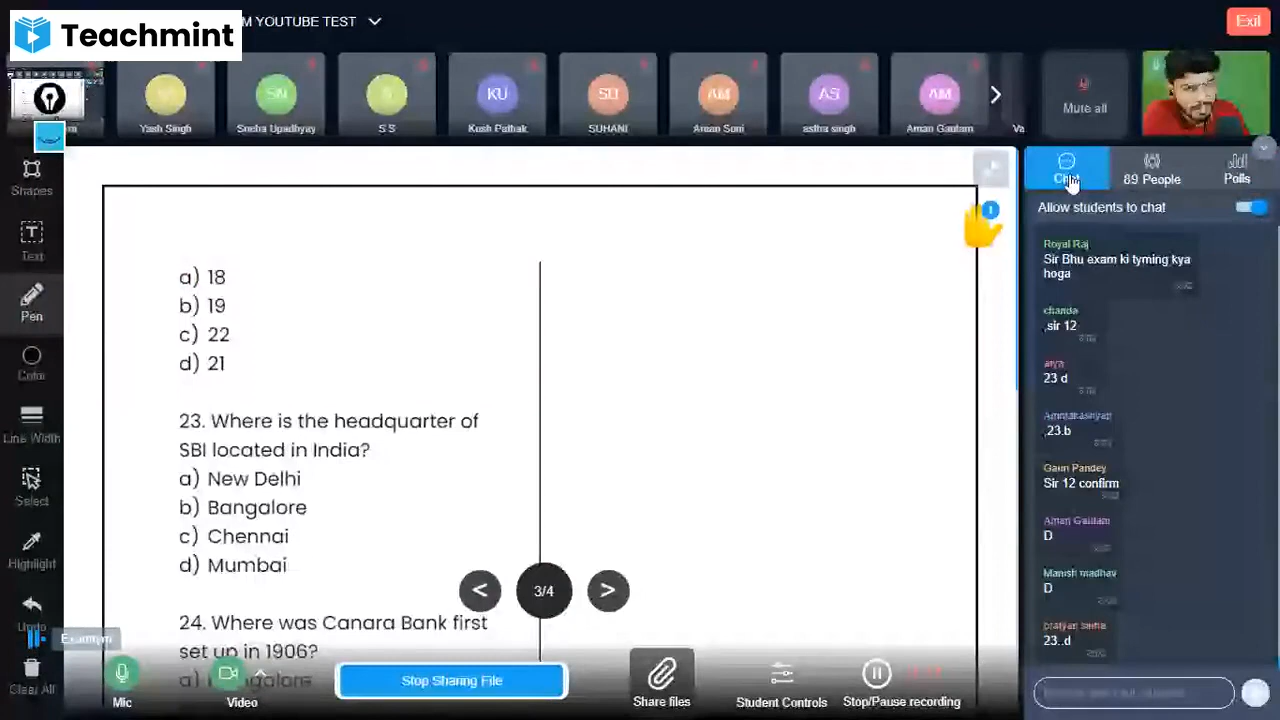 Teachmint
M YOUTUBE TEST
Exit
Yash Singh
SN
Sneha Upadhyay
S S
KU
Kush Pathak
SU
SUHANI
AM
Aman Soni
AS
astha singh
AM
Aman Gautam
Va
Mute all
Shapes
Text
Pen
Color
Line Width
Select
Highlight
Undo
Clear All
a) 18
b) 19
c) 22
d) 21
23. Where is the headquarter of
SBI located in India?
a) New Delhi
b) Bangalore
c) Chennai
d) Mumbai
24. Where was Canara Bank first
set up in 1906?
3/4
Mic
Video
Stop Sharing File
Share files
Student Controls
Stop/Pause recording
Chat
89 People
Polls
Allow students to chat
Royal Raj
Sir Bhu exam ki tyming kya
hoga
chanda
,sir 12
arya
23 d
,23.b
Gauri Pandey
Sir 12 confirm
Aman Gautam
D
Manish madhav
D
23..d